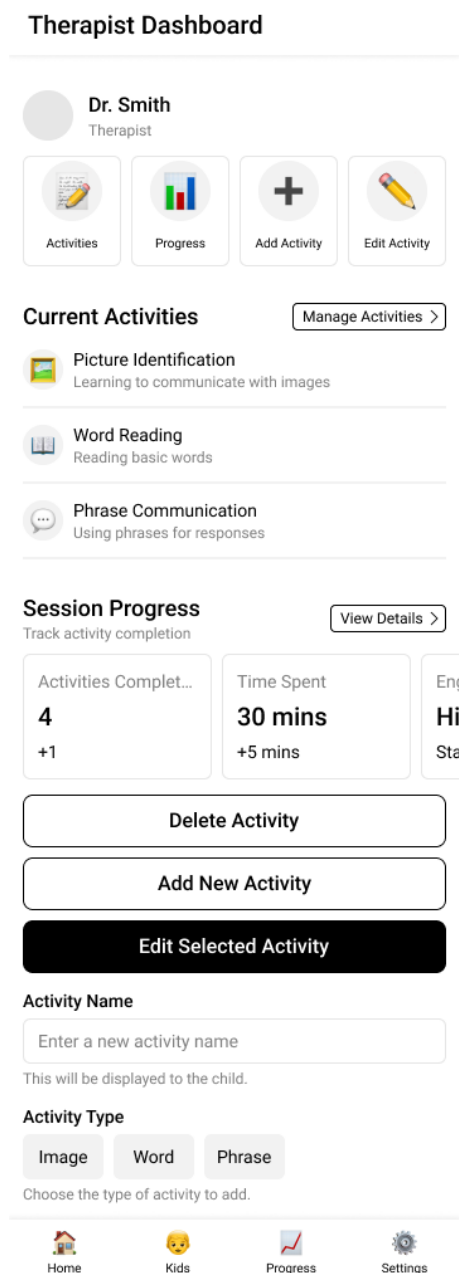 Therapist Dashboard
Dr. Smith
Therapist
Activities
Progress
Add Activity
Edit Activity
Current Activities
Manage Activities >
Picture Identification
Learning to communicate with images
Word Reading
Reading basic words
Phrase Communication
Using phrases for responses
Session Progress
View Details >
Track activity completion
Activities Complet...
4
+1
Time Spent
30 mins
+5 mins
Eng
Hi
Sta
Delete Activity
Add New Activity
Edit Selected Activity
Activity Name
Enter a new activity name
This will be displayed to the child.
Activity Type
Image
Word
Phrase
Choose the type of activity to add.
Home
Kids
Progress
Settings